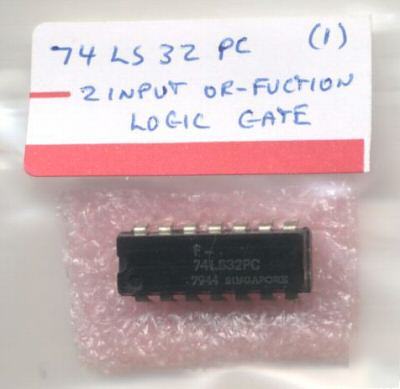 74 LS 32 PC (1)
2 INPUT OR-FUCTION
LOGIC GATE
F
74LS32PC
7944 SINGAPORE